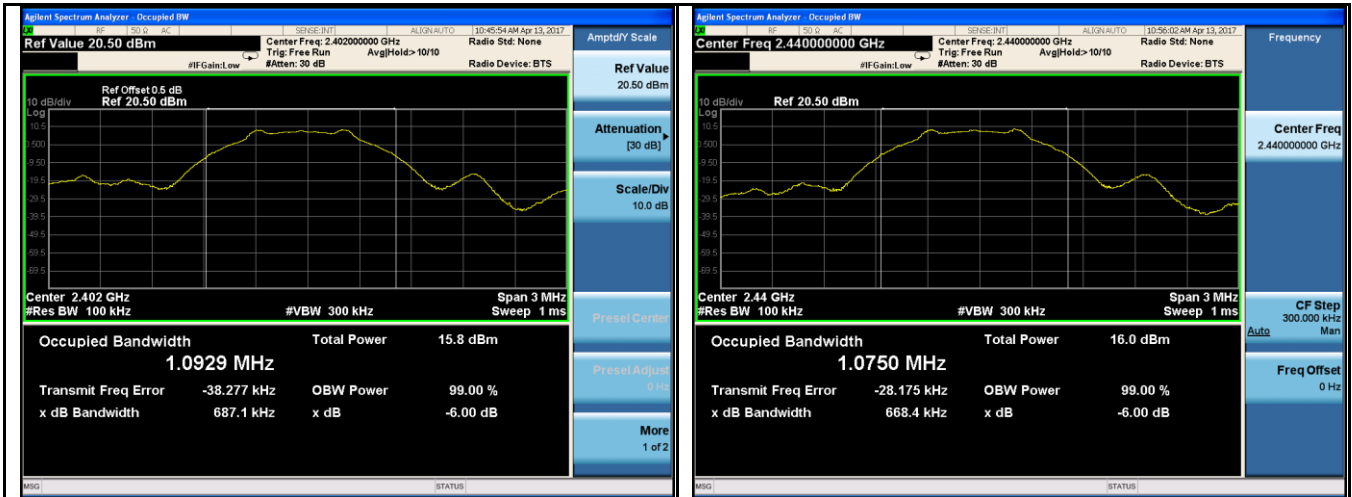 Agilent Spectrum Analyzer - Occupied BW
RF 50 Ω AC SENSE:INT ALIGNAUTO 10:45:54 AM Apr 13, 2017
Ref Value 20.50 dBm
Center Freq: 2.402000000 GHz
Radio Std: None
Trig: Free Run Avg|Hold:> 10/10
#IFGain:Low #Atten: 30 dB
Radio Device: BTS
Ref Offset 0.5 dB
10 dB/div Ref 20.50 dBm
Log
10.5
0.500
-9.50
-19.5
-29.5
-39.5
-49.5
-59.5
-69.5
Center 2.402 GHz Span 3 MHz
#Res BW 100 kHz #VBW 300 kHz Sweep 1 ms
Occupied Bandwidth Total Power 15.8 dBm
1.0929 MHz
Transmit Freq Error -38.277 kHz OBW Power 99.00 %
x dB Bandwidth 687.1 kHz x dB -6.00 dB
MSG STATUS
Amptd/Y Scale
Ref Value
20.50 dBm
Attenuation
[30 dB]
Scale/Div
10.0 dB
Presel Center
Presel Adjust
0 Hz
More
1 of 2
Agilent Spectrum Analyzer - Occupied BW
RF 50 Ω AC SENSE:INT ALIGNAUTO 10:56:02 AM Apr 13, 2017
Center Freq 2.440000000 GHz
Center Freq: 2.440000000 GHz
Radio Std: None
Trig: Free Run Avg|Hold:> 10/10
#IFGain:Low #Atten: 30 dB
Radio Device: BTS
10 dB/div Ref 20.50 dBm
Log
10.5
0.500
-9.50
-19.5
-29.5
-39.5
-49.5
-59.5
-69.5
Center 2.44 GHz Span 3 MHz
#Res BW 100 kHz #VBW 300 kHz Sweep 1 ms
Occupied Bandwidth Total Power 16.0 dBm
1.0750 MHz
Transmit Freq Error -28.175 kHz OBW Power 99.00 %
x dB Bandwidth 668.4 kHz x dB -6.00 dB
MSG STATUS
Frequency
Center Freq
2.440000000 GHz
CF Step
300.000 kHz
Auto Man
Freq Offset
0 Hz